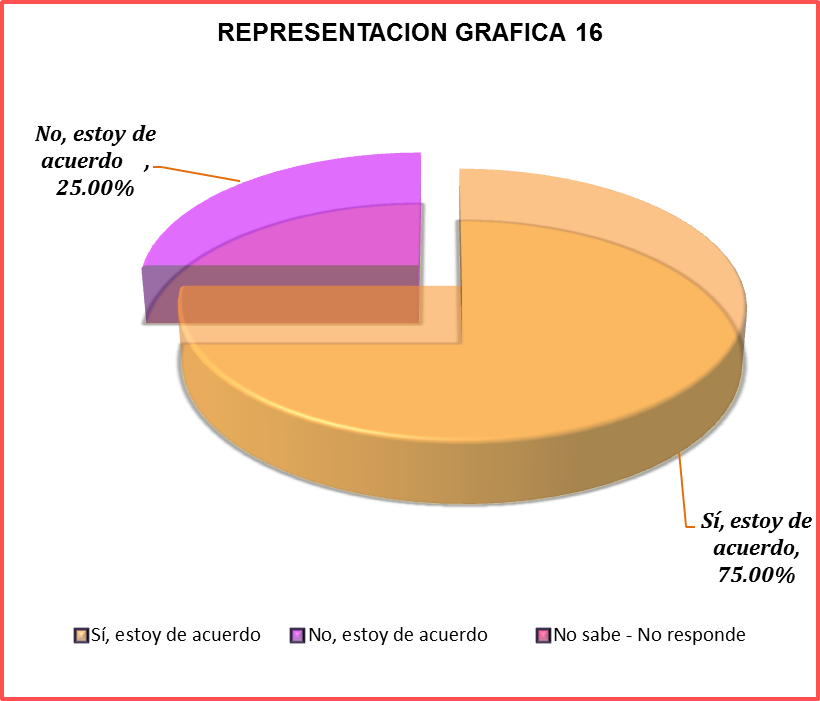 REPRESENTACION GRAFICA 16
No, estoy de
acuerdo ,
25.00%
Sí, estoy de
acuerdo,
75.00%
Sí, estoy de acuerdo No, estoy de acuerdo No sabe - No responde